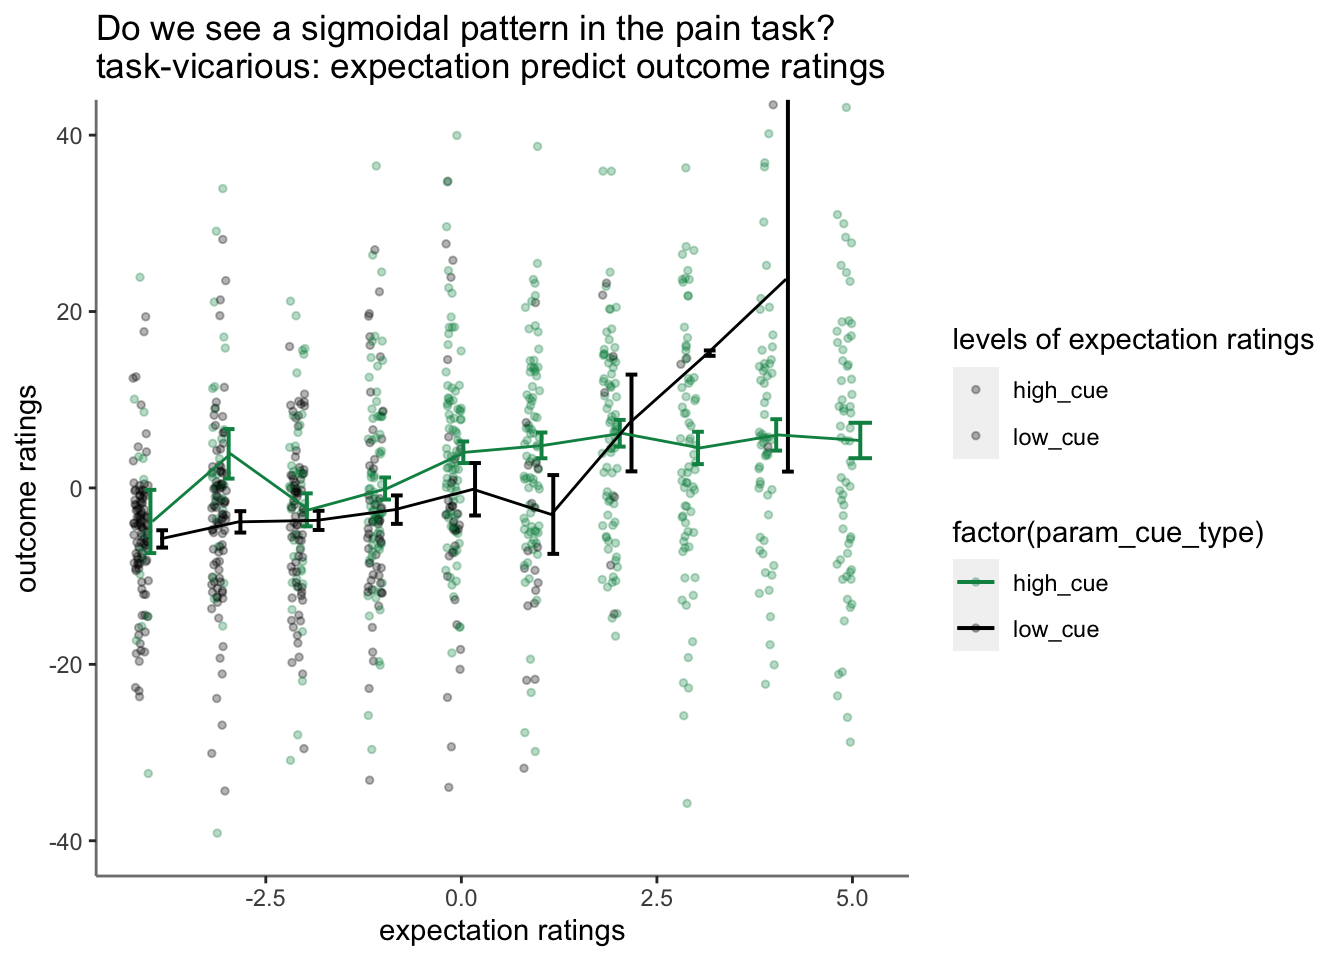 Do we see a sigmoidal pattern in the pain task?
task-vicarious: expectation predict outcome ratings
40
20
0
-20
-40
outcome ratings
-2.5
0.0
2.5
5.0
expectation ratings
levels of expectation ratings
high_cue
low_cue
factor(param_cue_type)
high_cue
low_cue